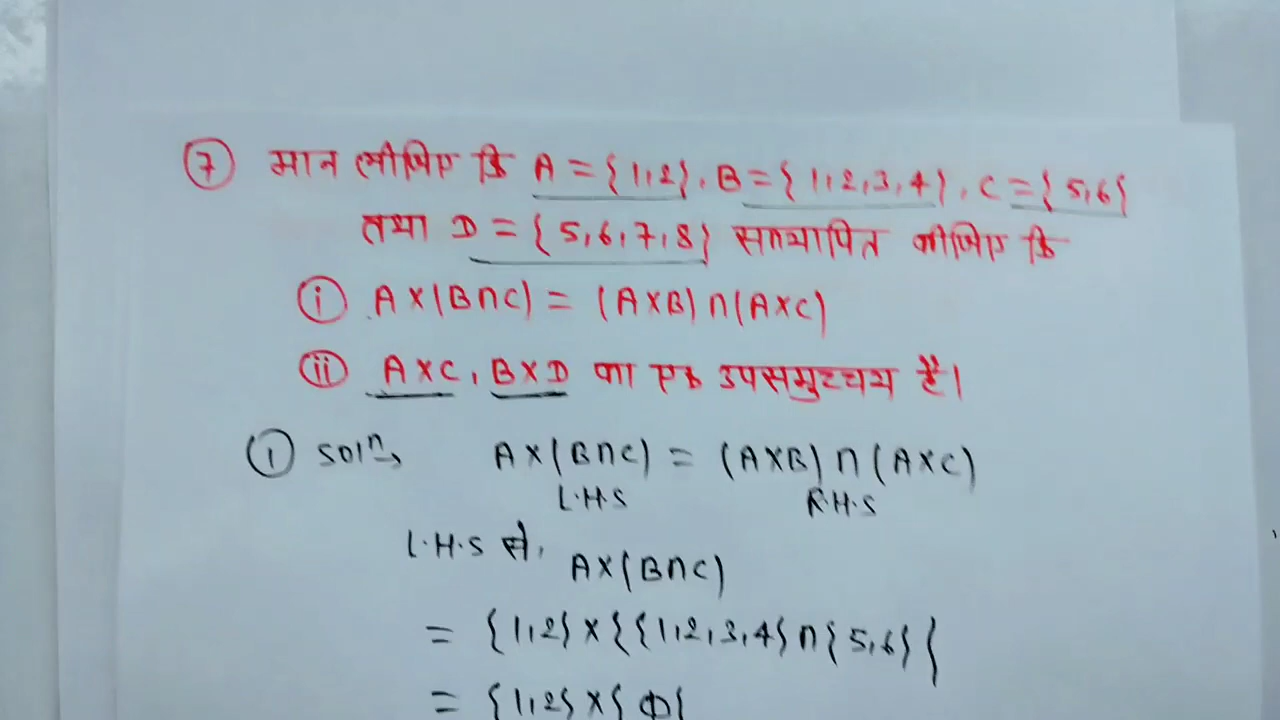 ⑦ मान लीजिए कि A = {1,2}, B = {1,2,3,4}, C = {5,6}
तथा D = {5,6,7,8} सत्यापित कीजिए कि
ⓘ A×(B∩C) = (A×B)∩(A×C)
ⅱ A×C, B×D का एक उपसमुच्चय है।
① Solⁿ→ A×(B∩C) = (A×B)∩(A×C)
L.H.S R.H.S
L.H.S से,
A×(B∩C)
= {1,2}×{{1,2,3,4}∩{5,6}}
= {1,2}×{Φ}